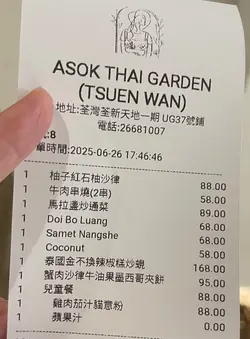 ASOK THAI GARDEN
(TSUEN WAN)
地址:荃灣荃新天地一期 UG37號鋪
電話:26681007
:8
單時間:2025-06-26 17:46:46
1 柚子紅石柚沙律 88.00
1 牛肉串燒(2串) 58.00
1 馬拉盞炒通菜 89.00
1 Doi Bo Luang 68.00
1 Samet Nangshe 68.00
1 Coconut 58.00
1 泰國金不換辣椒糕炒蜆 168.00
1 蟹肉沙律牛油果墨西哥夾餅 95.00
1 兒童餐 88.00
1 雞肉茄汁貓意粉 88.00
1 蘋果汁 0.00